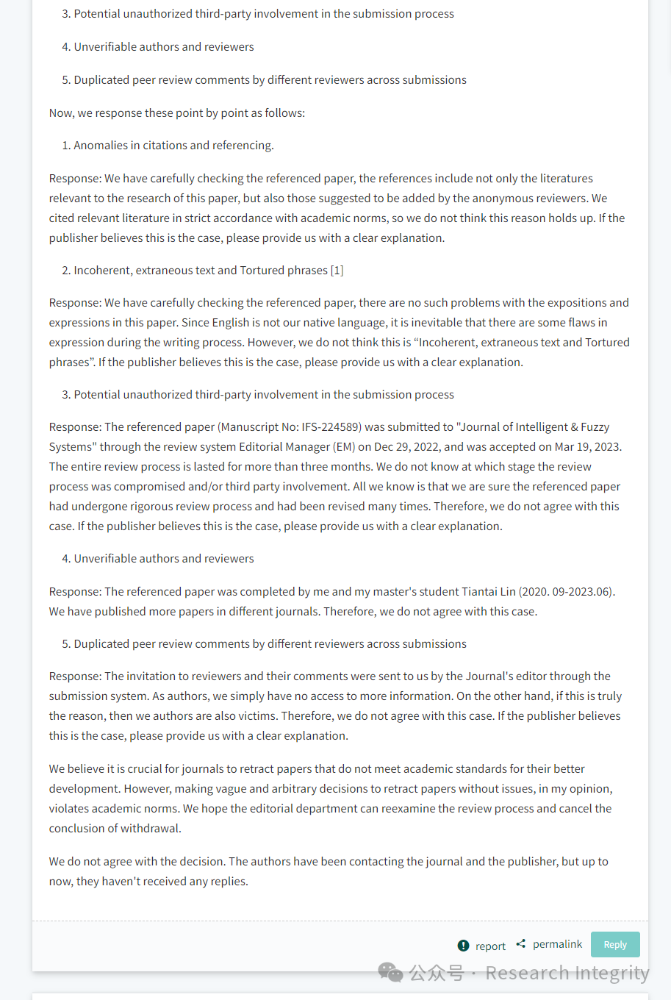 3. Potential unauthorized third-party involvement in the submission process
4. Unverifiable authors and reviewers
5. Duplicated peer review comments by different reviewers across submissions
Now, we response these point by point as follows:
1. Anomalies in citations and referencing.
Response: We have carefully checking the referenced paper, the references include not only the literatures
relevant to the research of this paper, but also those suggested to be added by the anonymous reviewers. We
cited relevant literature in strict accordance with academic norms, so we do not think this reason holds up. If the
publisher believes this is the case, please provide us with a clear explanation.
2. Incoherent, extraneous text and Tortured phrases [1]
Response: We have carefully checking the referenced paper, there are no such problems with the expositions and
expressions in this paper. Since English is not our native language, it is inevitable that there are some flaws in
expression during the writing process. However, we do not think this is “Incoherent, extraneous text and Tortured
phrases”. If the publisher believes this is the case, please provide us with a clear explanation.
3. Potential unauthorized third-party involvement in the submission process
Response: The referenced paper (Manuscript No: IFS-224589) was submitted to "Journal of Intelligent & Fuzzy
Systems" through the review system Editorial Manager (EM) on Dec 29, 2022, and was accepted on Mar 19, 2023.
The entire review process is lasted for more than three months. We do not know at which stage the review
process was compromised and/or third party involvement. All we know is that we are sure the referenced paper
had undergone rigorous review process and had been revised many times. Therefore, we do not agree with this
case. If the publisher believes this is the case, please provide us with a clear explanation.
4. Unverifiable authors and reviewers
Response: The referenced paper was completed by me and my master's student Tiantai Lin (2020. 09-2023.06).
We have published more papers in different journals. Therefore, we do not agree with this case.
5. Duplicated peer review comments by different reviewers across submissions
Response: The invitation to reviewers and their comments were sent to us by the Journal's editor through the
submission system. As authors, we simply have no access to more information. On the other hand, if this is truly
the reason, then we authors are also victims. Therefore, we do not agree with this case. If the publisher believes
this is the case, please provide us with a clear explanation.
We believe it is crucial for journals to retract papers that do not meet academic standards for their better
development. However, making vague and arbitrary decisions to retract papers without issues, in my opinion,
violates academic norms. We hope the editorial department can reexamine the review process and cancel the
conclusion of withdrawal.
We do not agree with the decision. The authors have been contacting the journal and the publisher, but up to
now, they haven't received any replies.
report permalink Reply
公众号 · Research Integrity